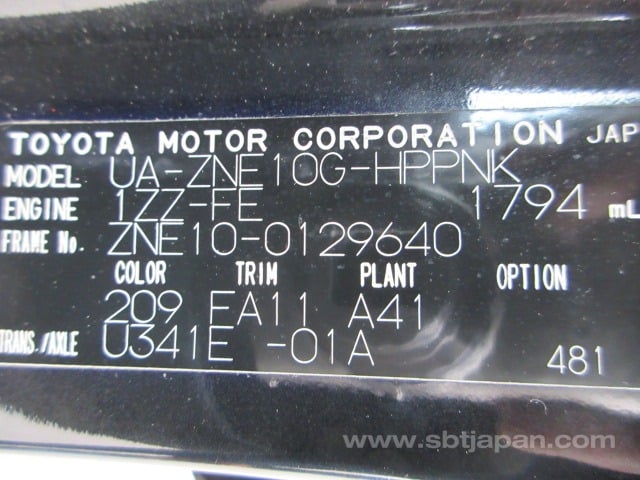 TOYOTA MOTOR CORPORATION JAP
MODEL UA-ZNE10G-HPPNK
ENGINE 1ZZ-FE 1794 mL
FRAME No. ZNE10-0129640
COLOR TRIM PLANT OPTION
209 FA11 A41
TRANS./AXLE U341E -01A
481
www.sbtjapan.com